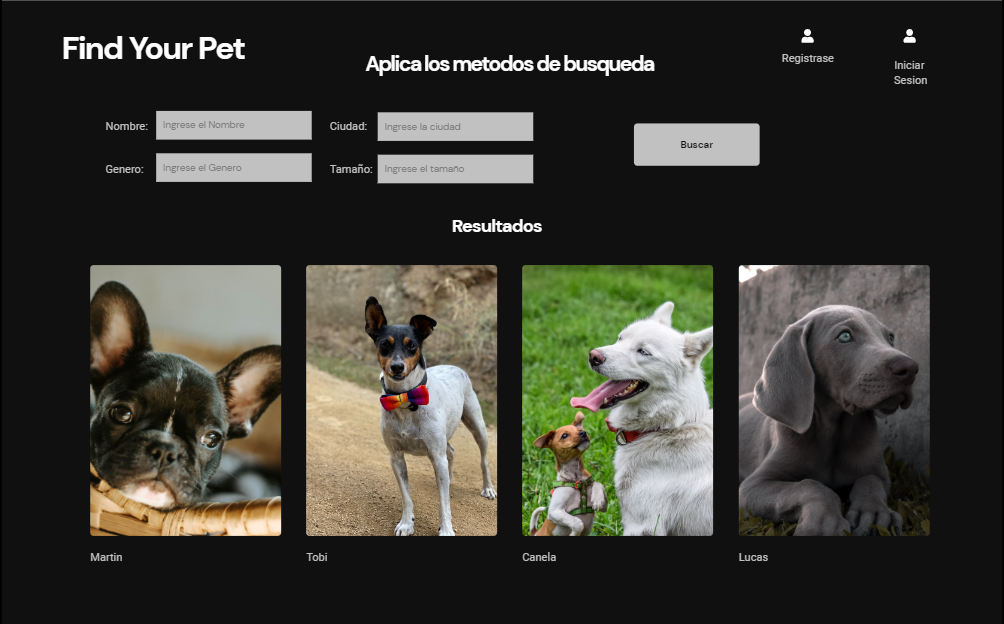 Find Your Pet
Aplica los metodos de busqueda
Registrase
Iniciar
Sesion
Nombre: Ingrese el Nombre
Ciudad: Ingrese la ciudad
Buscar
Genero: Ingrese el Genero
Tamaño: Ingrese el tamaño
Resultados
Martin
Tobi
Canela
Lucas